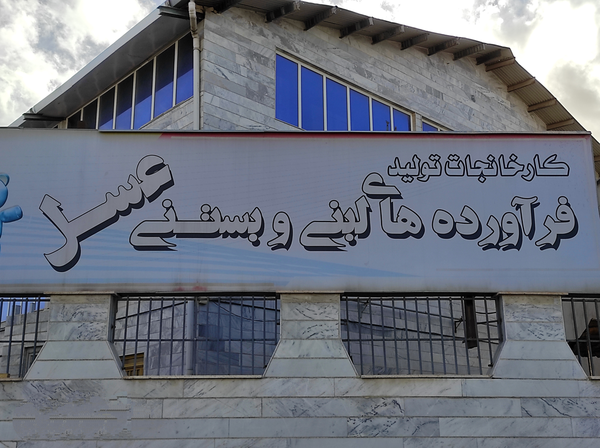 کارخانجات تولید
فرآورده های لبنی و بستنی عسل